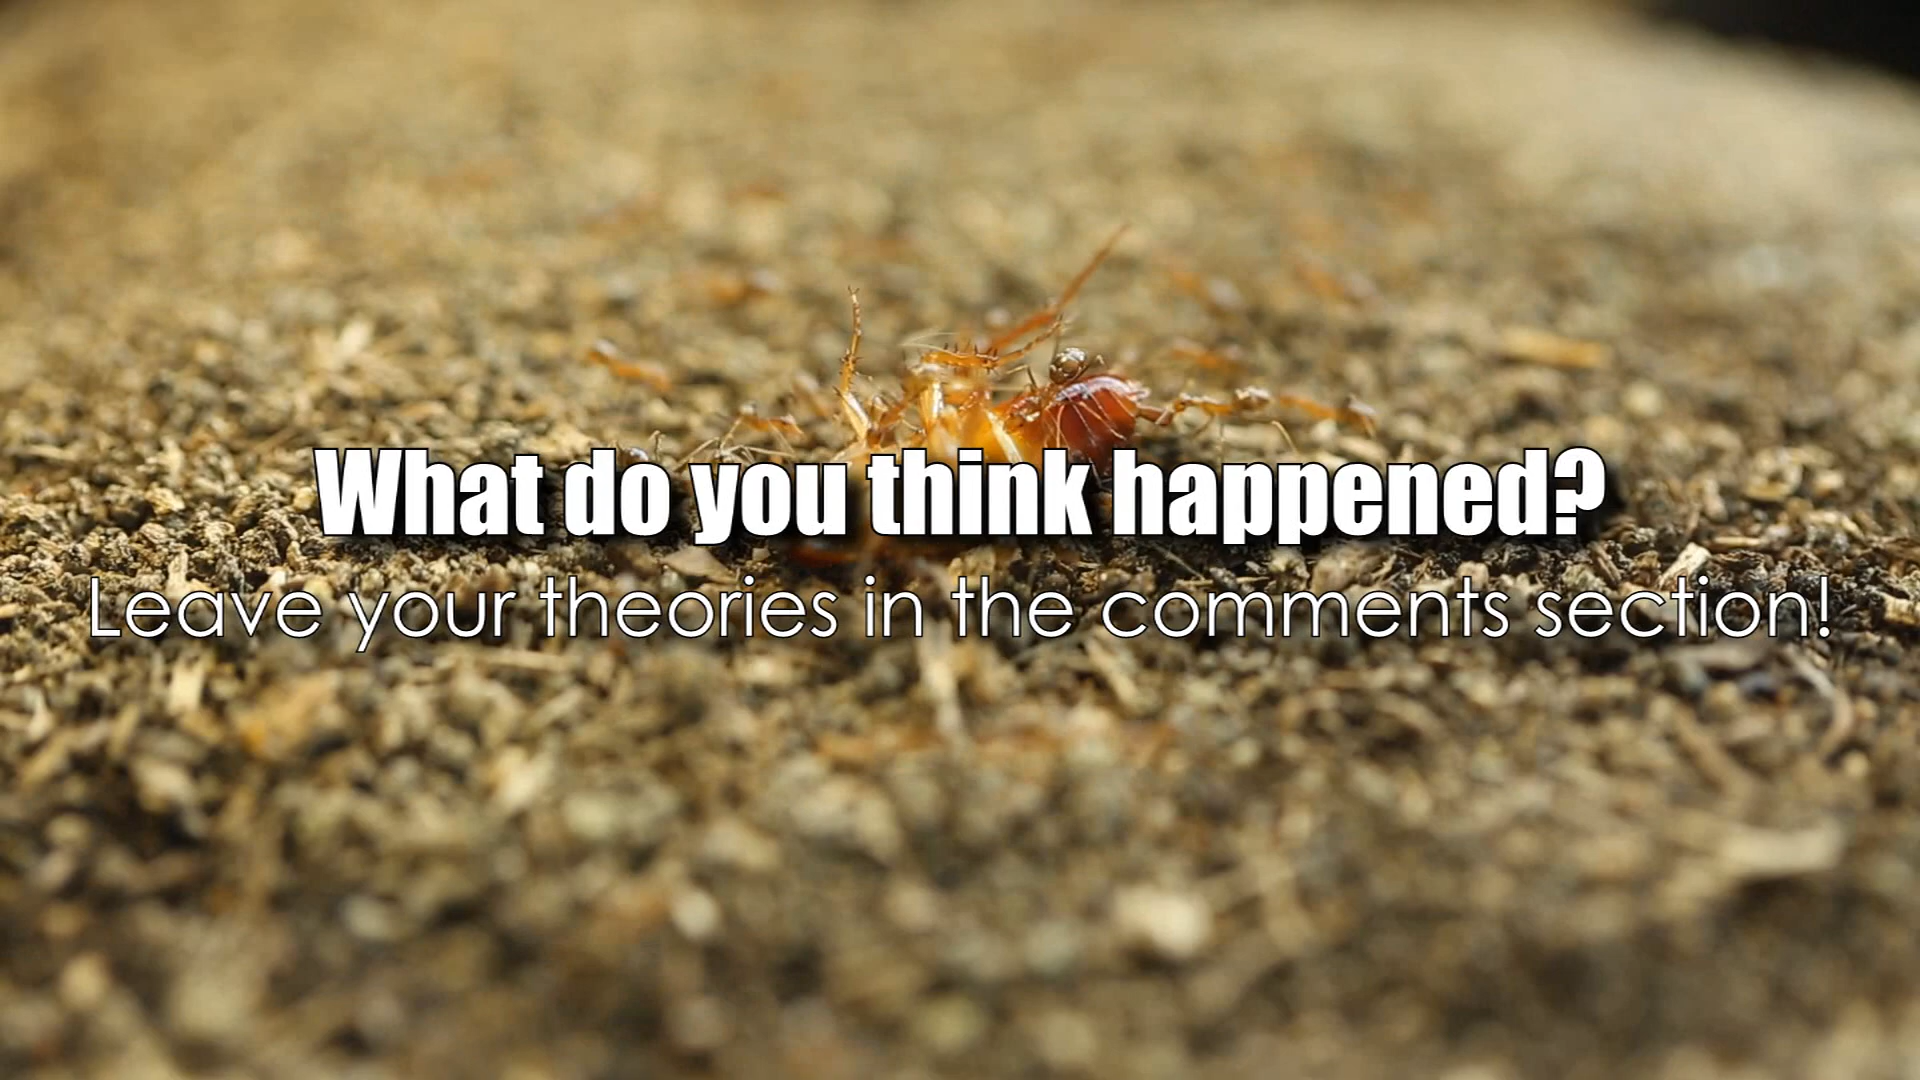 What do you think happened?
Leave your theories in the comments section!